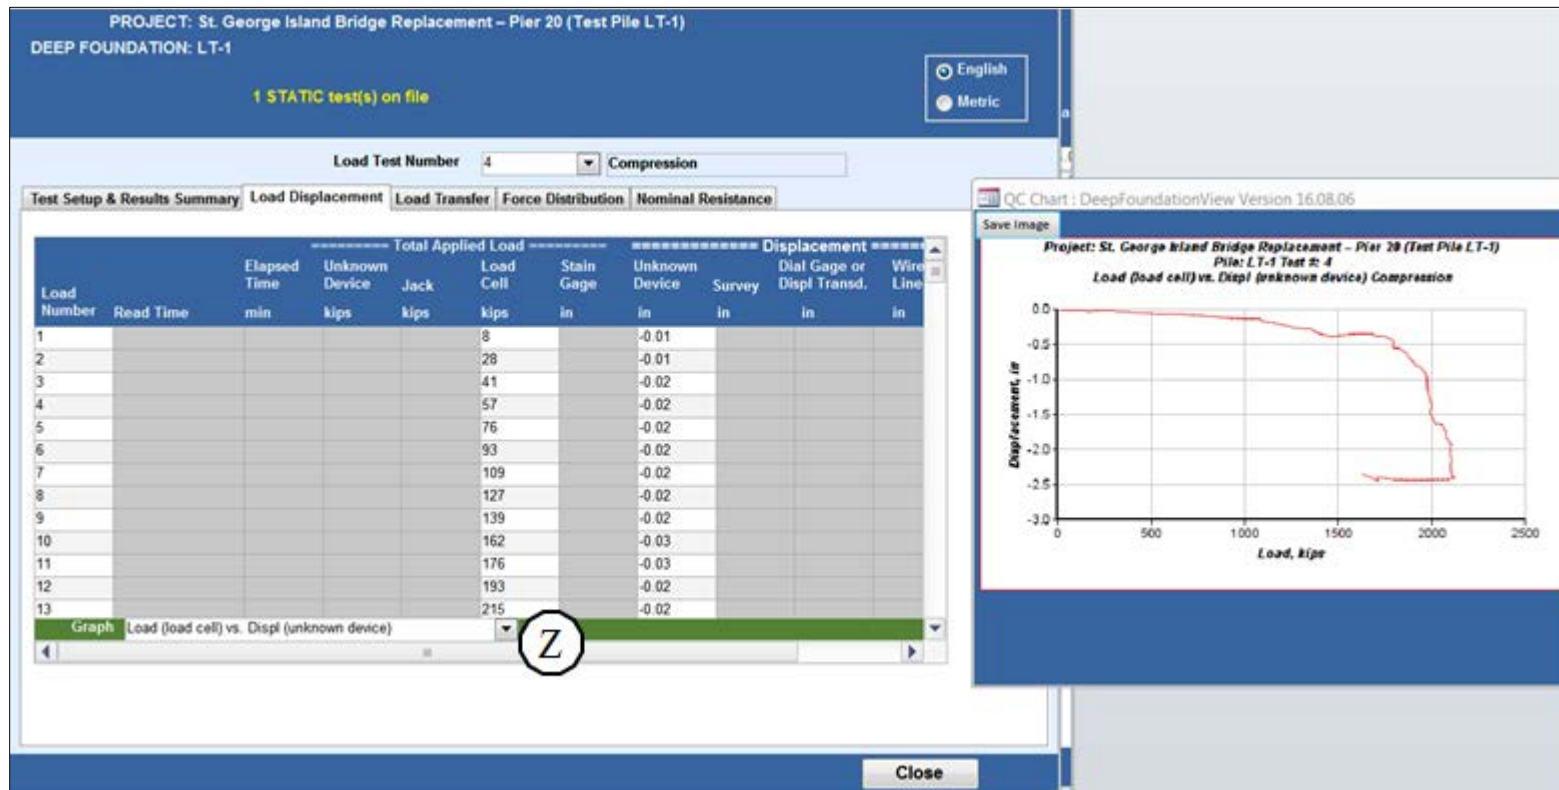 PROJECT: St. George Island Bridge Replacement – Pier 20 (Test Pile LT-1)
DEEP FOUNDATION: LT-1
English
1 STATIC test(s) on file
Metric
Load Test Number 4 Compression
Test Setup & Results Summary Load Displacement Load Transfer Force Distribution Nominal Resistance
========= Total Applied Load ========= ============== Displacement ======
Elapsed Unknown Load Stain Unknown Dial Gage or Wire
Load Time Device Jack Cell Gage Device Survey Displ Transd. Line
Number Read Time min kips kips kips in in in in in
1 8 -0.01
2 28 -0.01
3 41 -0.02
4 57 -0.02
5 76 -0.02
6 93 -0.02
7 109 -0.02
8 127 -0.02
9 139 -0.02
10 162 -0.03
11 176 -0.03
12 193 -0.02
13 215 -0.02
Graph Load (load cell) vs. Displ (unknown device)
Z
Close
QC Chart : DeepFoundationView Version 16.08.06
Save Image
Project: St. George Island Bridge Replacement – Pier 20 (Test Pile LT-1)
Pile: LT-1 Test #: 4
Load (load cell) vs. Displ (unknown device) Compression
0.0
-0.5
-1.0
-1.5
-2.0
-2.5
-3.0
Displacement, in
0 500 1000 1500 2000 2500
Load, kips